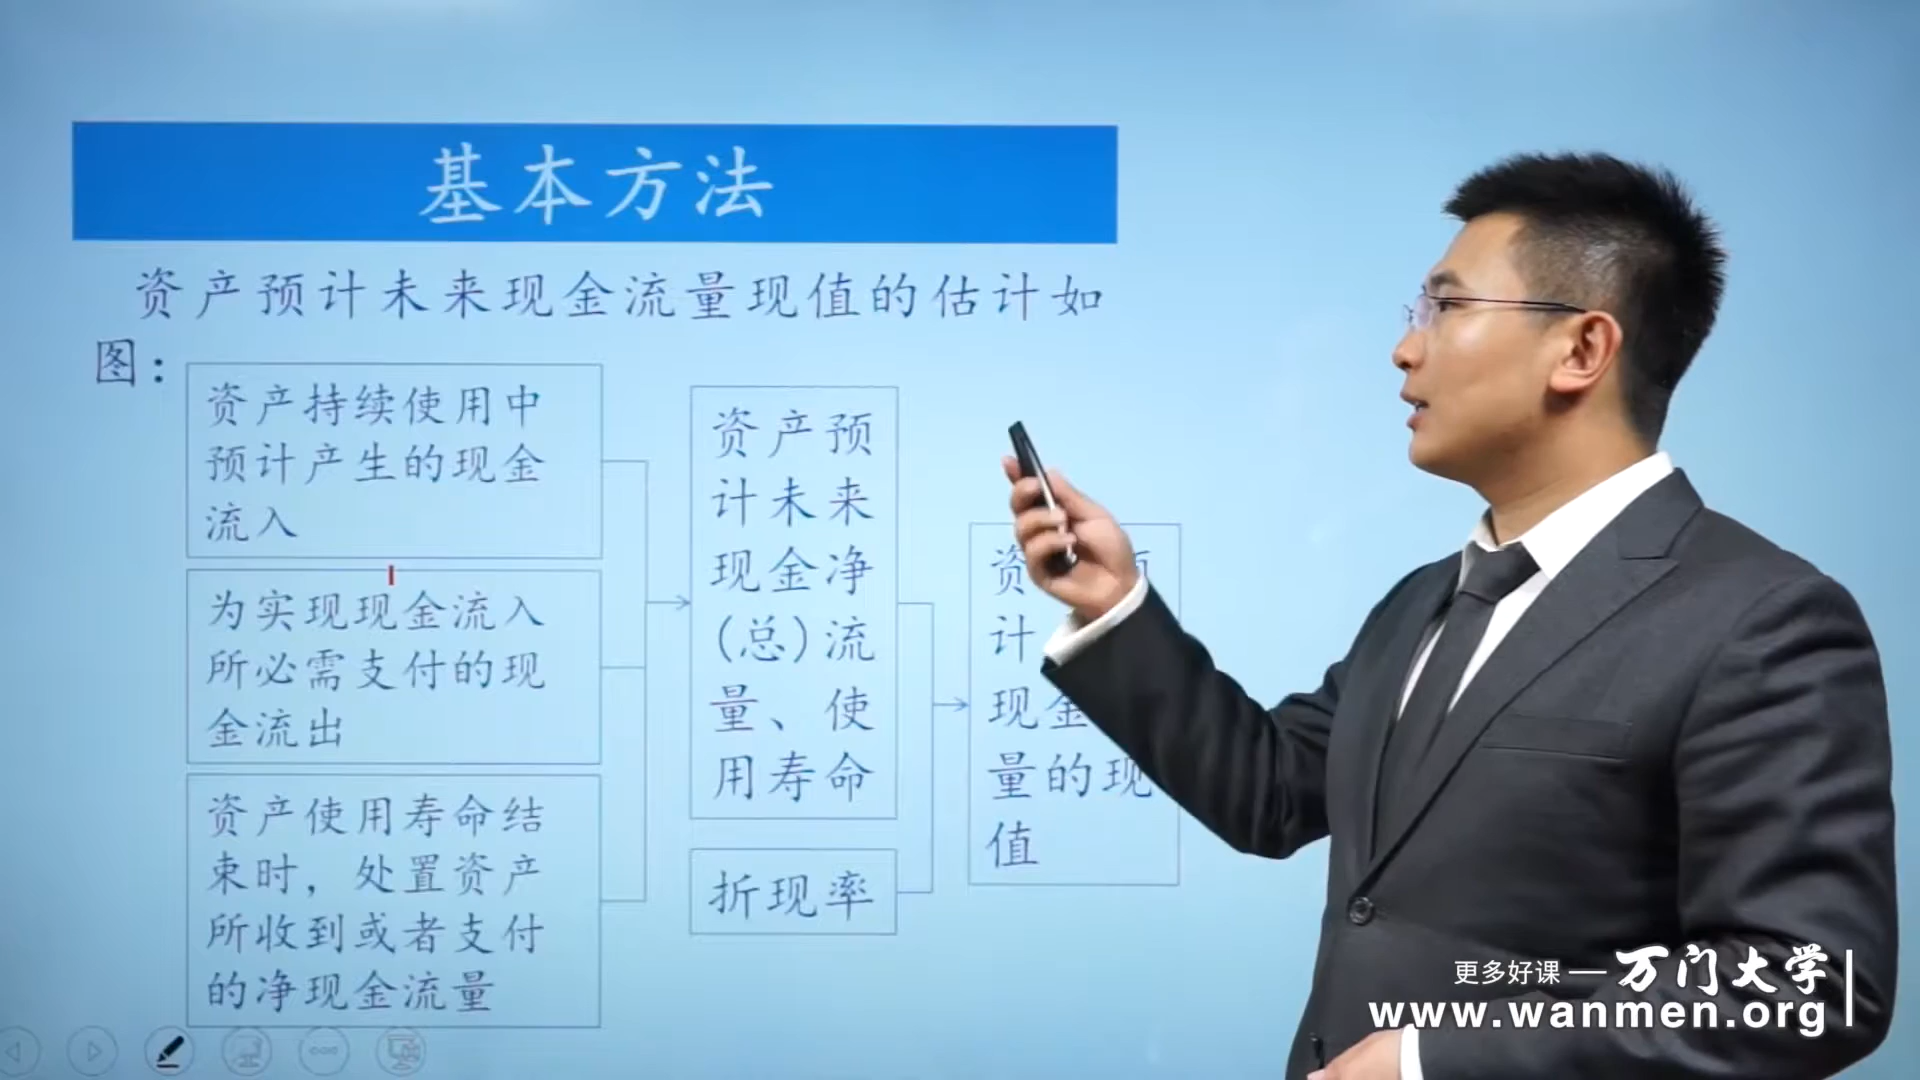 基本方法
资产预计未来现金流量现值的估计如
图：
资产持续使用中
预计产生的现金
流入
为实现现金流入
所必需支付的现
金流出
资产使用寿命结
束时，处置资产
所收到或者支付
的净现金流量
资产预
计未来
现金净
(总)流
量、使
用寿命
折现率
资
计
现金
量的现
值
更多好课 — 万门大学
www.wanmen.org